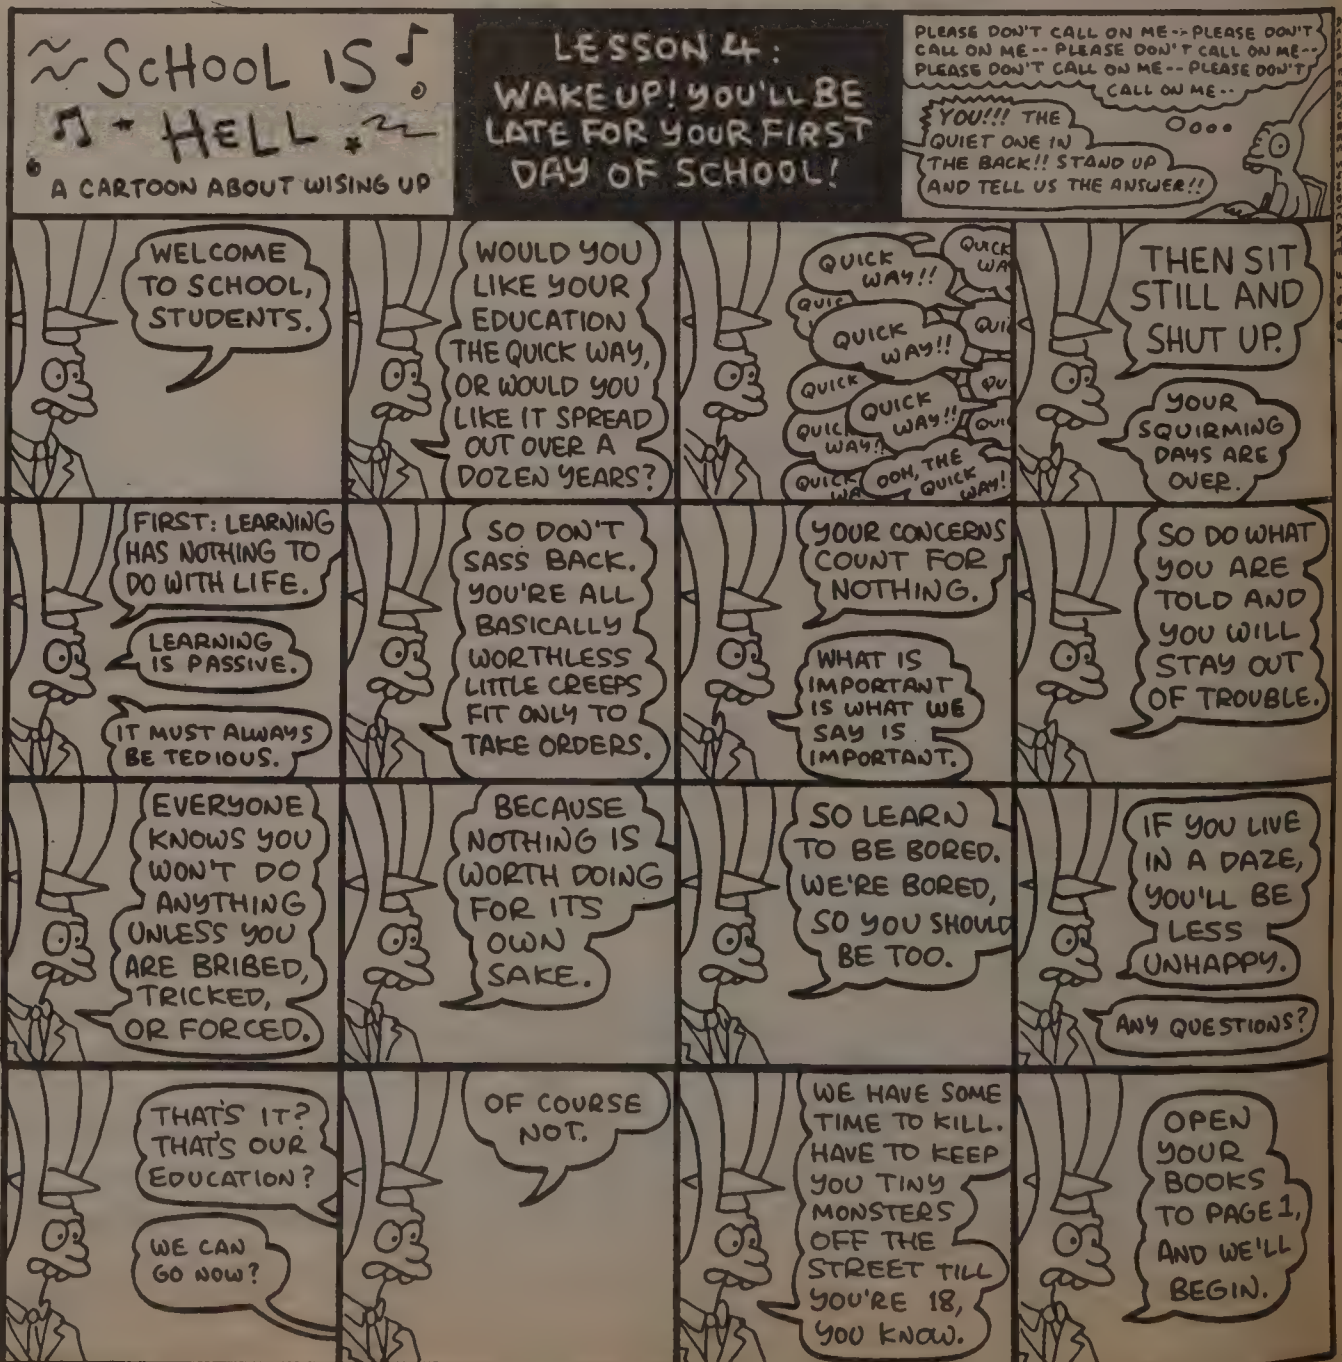 SCHOOL IS
HELL
A CARTOON ABOUT WISING UP
LESSON 4:
WAKE UP! YOU'LL BE
LATE FOR YOUR FIRST
DAY OF SCHOOL!
PLEASE DON'T CALL ON ME--PLEASE DON'T
CALL ON ME-- PLEASE DON'T CALL ON ME--
PLEASE DON'T CALL ON ME-- PLEASE DON'T
CALL ON ME--
YOU!!! THE
QUIET ONE IN
THE BACK!! STAND UP
AND TELL US THE ANSWER!!
WELCOME
TO SCHOOL,
STUDENTS.
WOULD YOU
LIKE YOUR
EDUCATION
THE QUICK WAY,
OR WOULD YOU
LIKE IT SPREAD
OUT OVER A
DOZEN YEARS?
QUICK
WAY!!
QUICK
WA
QUIC
QUICK
WAY!!
QUI
QUICK
QU
QUICK
WAY!!
QUIC
WAY!!
QUI
QUICK
WA
OOH, THE
QUICK
WAY!
THEN SIT
STILL AND
SHUT UP.
YOUR
SQUIRMING
DAYS ARE
OVER.
FIRST: LEARNING
HAS NOTHING TO
DO WITH LIFE.
LEARNING
IS PASSIVE.
IT MUST ALWAYS
BE TEDIOUS.
SO DON'T
SASS BACK.
YOU'RE ALL
BASICALLY
WORTHLESS
LITTLE CREEPS
FIT ONLY TO
TAKE ORDERS.
YOUR CONCERNS
COUNT FOR
NOTHING.
WHAT IS
IMPORTANT
IS WHAT WE
SAY IS
IMPORTANT.
SO DO WHAT
YOU ARE
TOLD AND
YOU WILL
STAY OUT
OF TROUBLE.
EVERYONE
KNOWS YOU
WON'T DO
ANYTHING
UNLESS YOU
ARE BRIBED,
TRICKED,
OR FORCED.
BECAUSE
NOTHING IS
WORTH DOING
FOR ITS
OWN
SAKE.
SO LEARN
TO BE BORED.
WE'RE BORED,
SO YOU SHOULD
BE TOO.
IF YOU LIVE
IN A DAZE,
YOU'LL BE
LESS
UNHAPPY.
ANY QUESTIONS?
THAT'S IT?
THAT'S OUR
EDUCATION?
WE CAN
GO NOW?
OF COURSE
NOT.
WE HAVE SOME
TIME TO KILL.
HAVE TO KEEP
YOU TINY
MONSTERS
OFF THE
STREET TILL
YOU'RE 18,
YOU KNOW.
OPEN
YOUR
BOOKS
TO PAGE 1,
AND WE'LL
BEGIN.